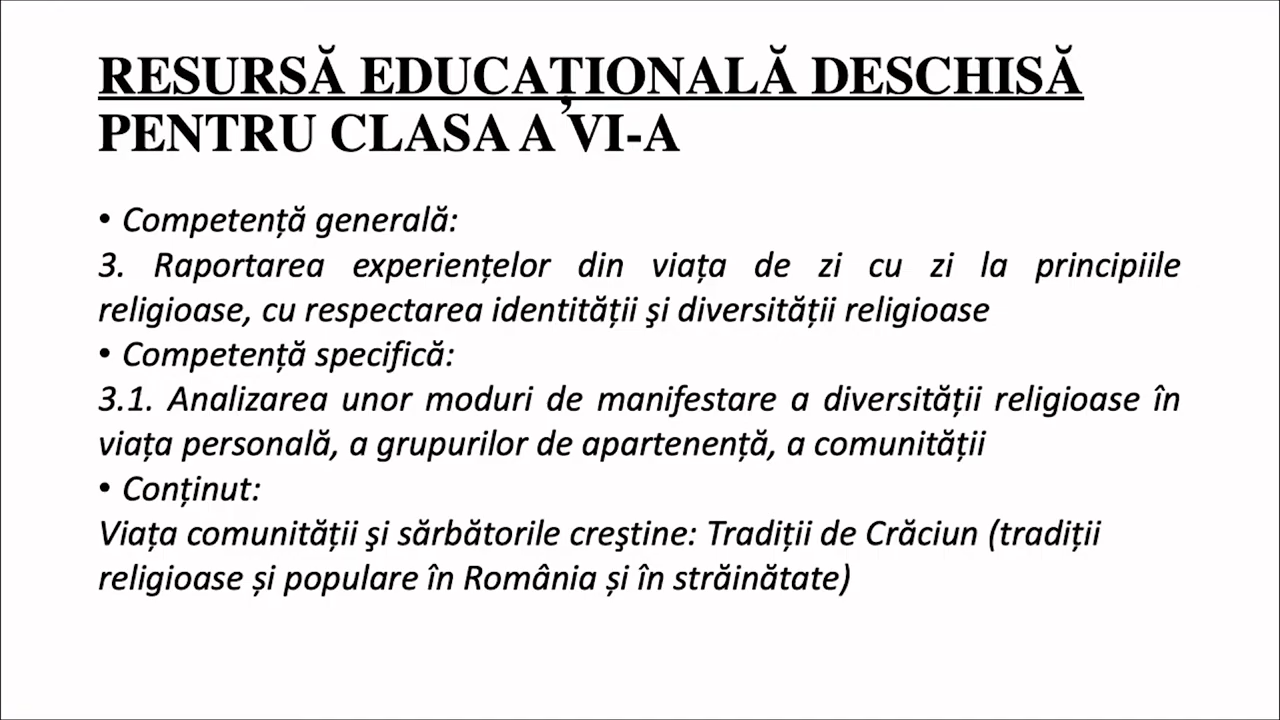 RESURSĂ EDUCAŢIONALĂ DESCHISĂ
PENTRU CLASA A VI-A
• Competență generală:
3. Raportarea experiențelor din viața de zi cu zi la principiile
religioase, cu respectarea identității şi diversității religioase
• Competență specifică:
3.1. Analizarea unor moduri de manifestare a diversității religioase în
viața personală, a grupurilor de apartenență, a comunității
• Conținut:
Viața comunității şi sărbătorile creştine: Tradiții de Crăciun (tradiții
religioase și populare în România și în străinătate)